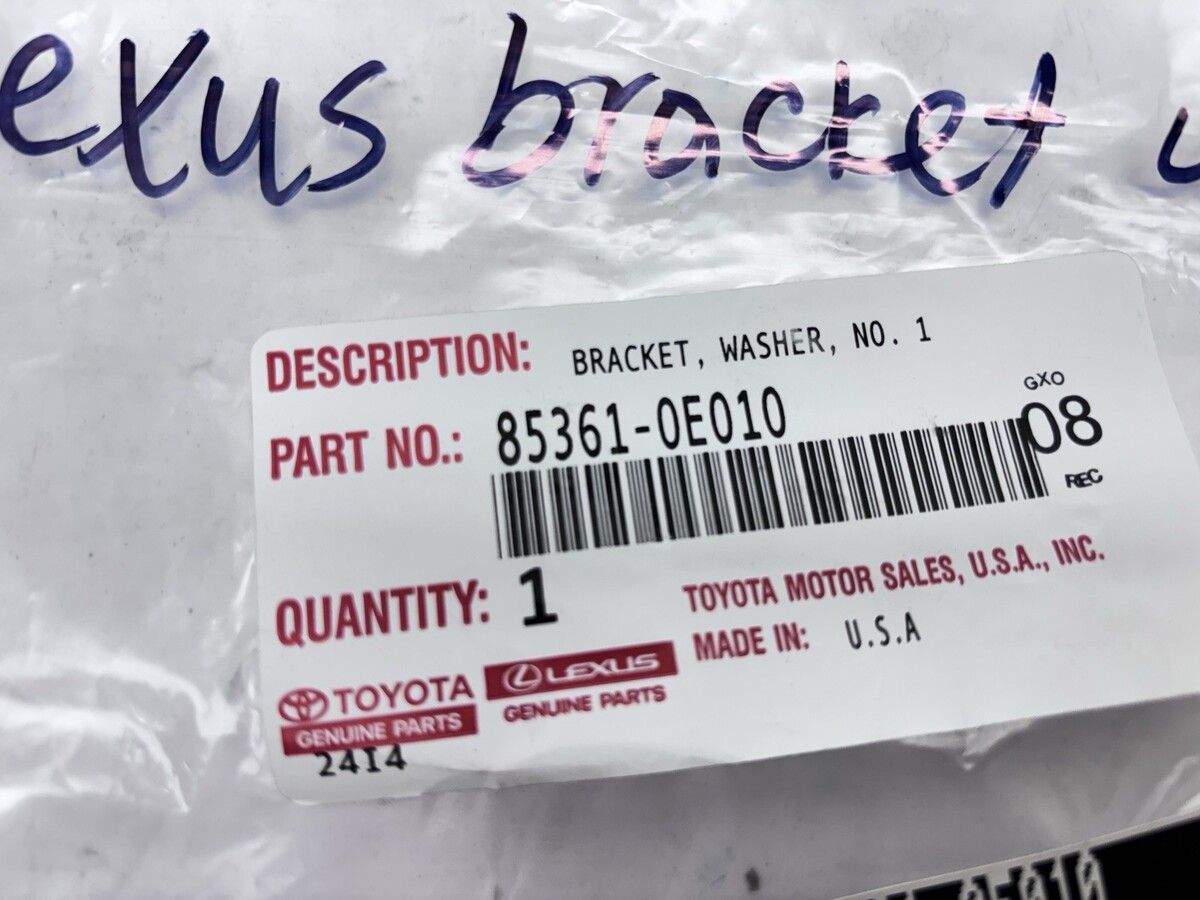 exus bracket
DESCRIPTION: BRACKET, WASHER, NO. 1
PART NO.: 85361-0E010
GXO
08
REC
QUANTITY: 1
TOYOTA MOTOR SALES, U.S.A., INC.
MADE IN: U.S.A
TOYOTA
GENUINE PARTS
LEXUS
GENUINE PARTS
24I4